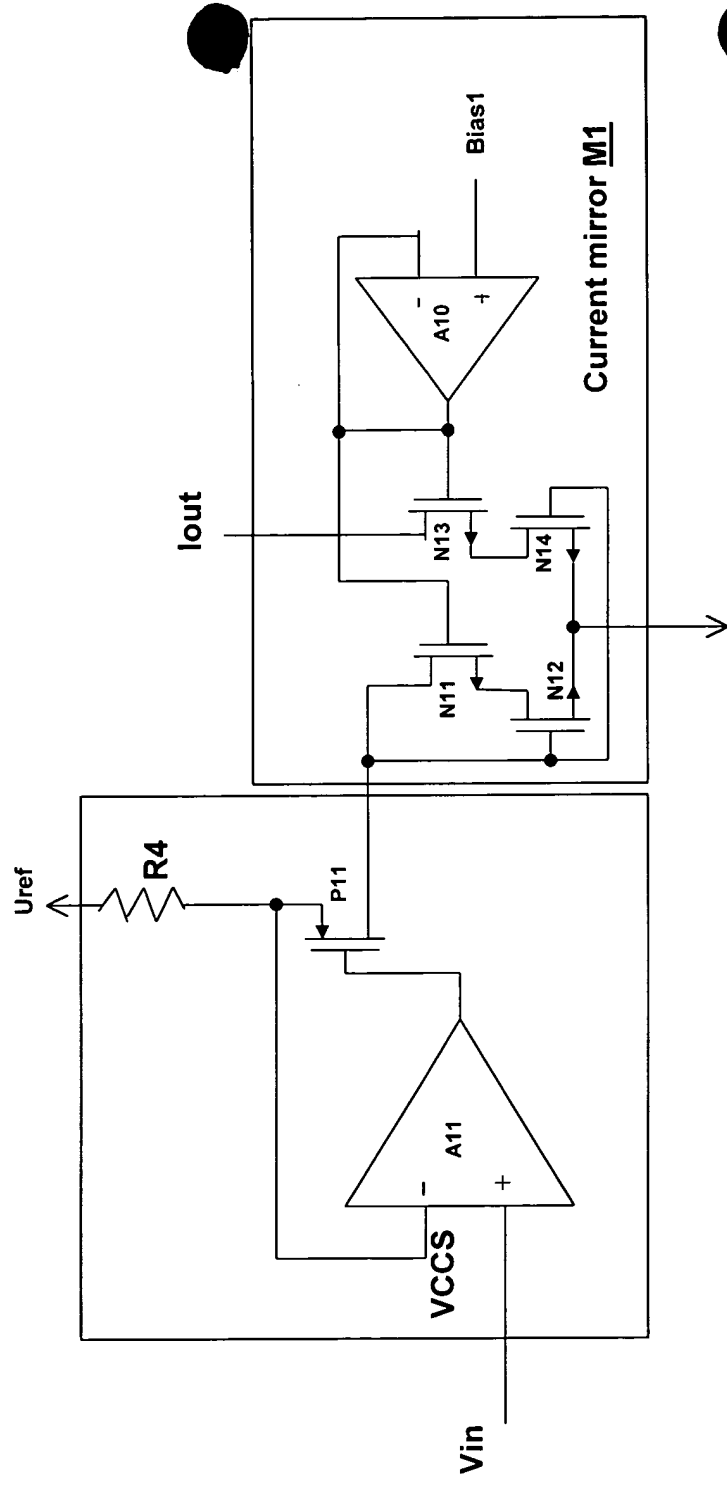 Uref
R4
P11
A11
-
+
VCCS
Vin
Iout
N11
N12
N13
N14
A10
-
+
Bias1
Current mirror M1